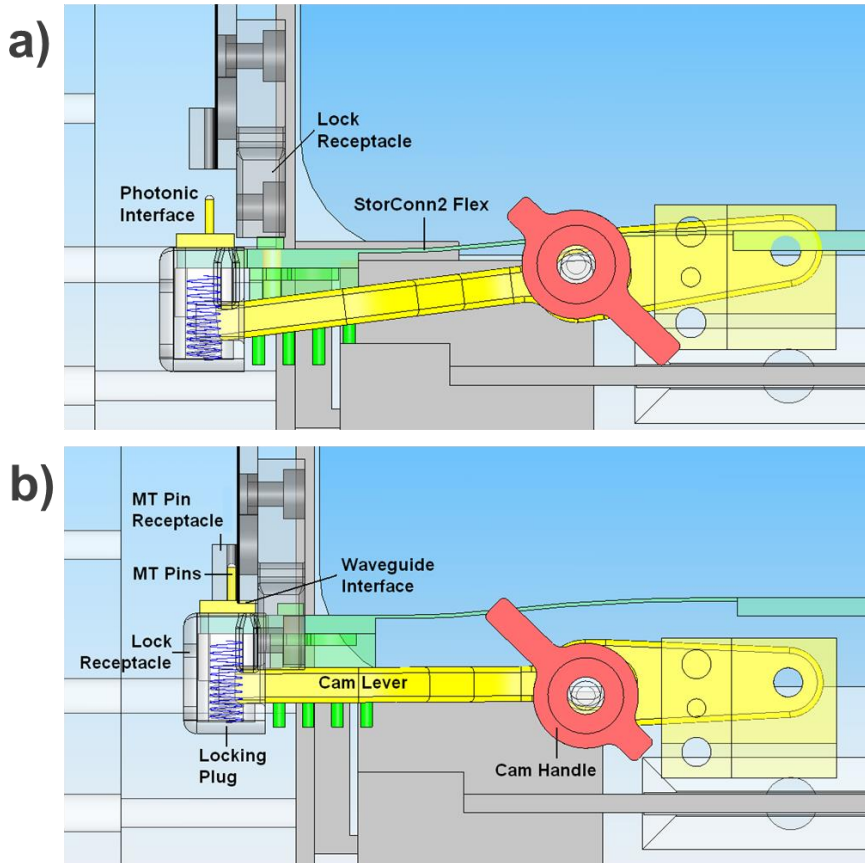 a)
Lock
Receptacle
Photonic
Interface
StorConn2 Flex
b)
MT Pin
Receptacle
MT Pins
Waveguide
Interface
Lock
Receptacle
Cam Lever
Locking
Plug
Cam Handle